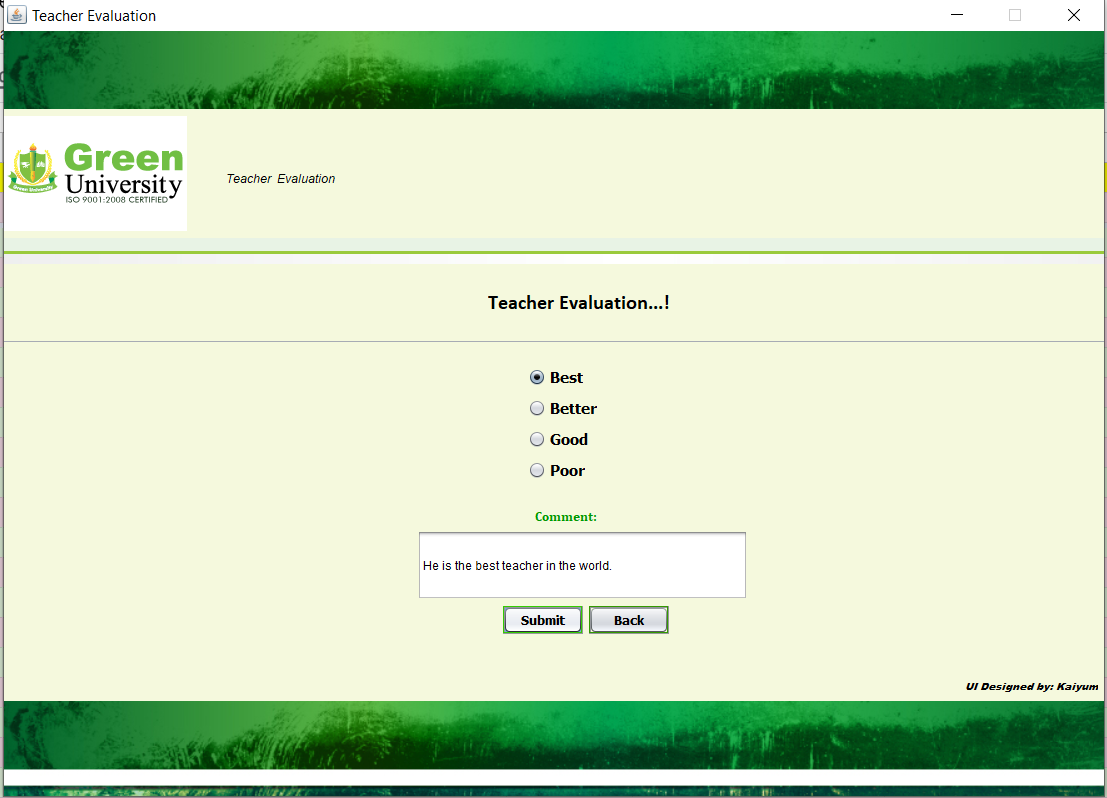 Teacher Evaluation
Green
University
ISO 9001:2008 CERTIFIED
Teacher Evaluation
Teacher Evaluation...!
Best
Better
Good
Poor
Comment:
He is the best teacher in the world.
Submit Back
UI Designed by: Kaiyum